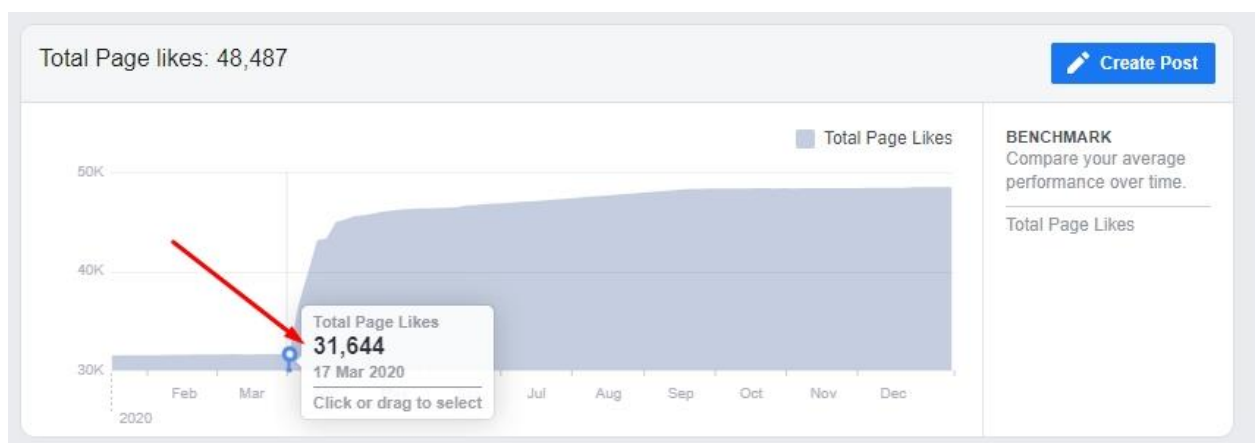 Total Page likes: 48,487
Create Post
Total Page Likes
BENCHMARK
Compare your average
performance over time.
Total Page Likes
50K
40K
30K
Total Page Likes
31,644
17 Mar 2020
Click or drag to select
Feb Mar Jul Aug Sep Oct Nov Dec
2020